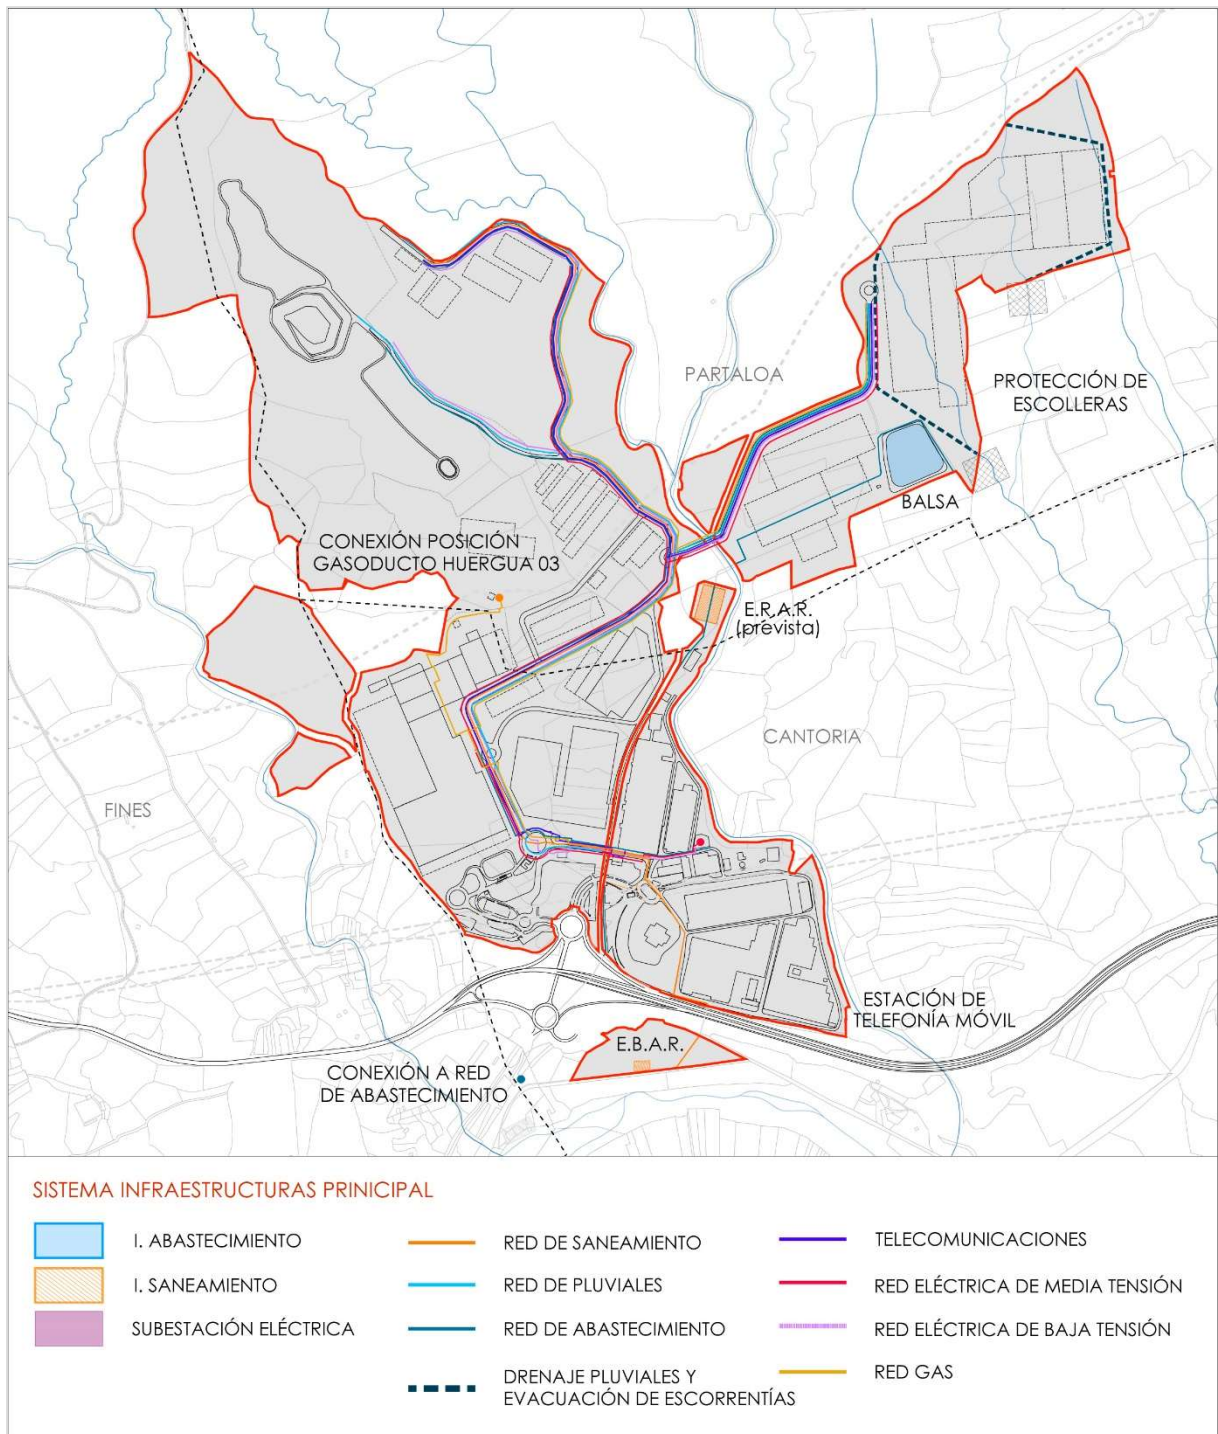 PARTALOA
PROTECCIÓN DE
ESCOLLERAS
BALSA
CONEXIÓN POSICIÓN
GASODUCTO HUERGUA 03
E.R.A.R.
(prevista)
CANTORIA
FINES
ESTACIÓN DE
TELEFONÍA MÓVIL
E.B.A.R.
CONEXIÓN A RED
DE ABASTECIMIENTO
SISTEMA INFRAESTRUCTURAS PRINICIPAL
I. ABASTECIMIENTO
I. SANEAMIENTO
SUBESTACIÓN ELÉCTRICA
RED DE SANEAMIENTO
RED DE PLUVIALES
RED DE ABASTECIMIENTO
DRENAJE PLUVIALES Y
EVACUACIÓN DE ESCORRENTÍAS
TELECOMUNICACIONES
RED ELÉCTRICA DE MEDIA TENSIÓN
RED ELÉCTRICA DE BAJA TENSIÓN
RED GAS